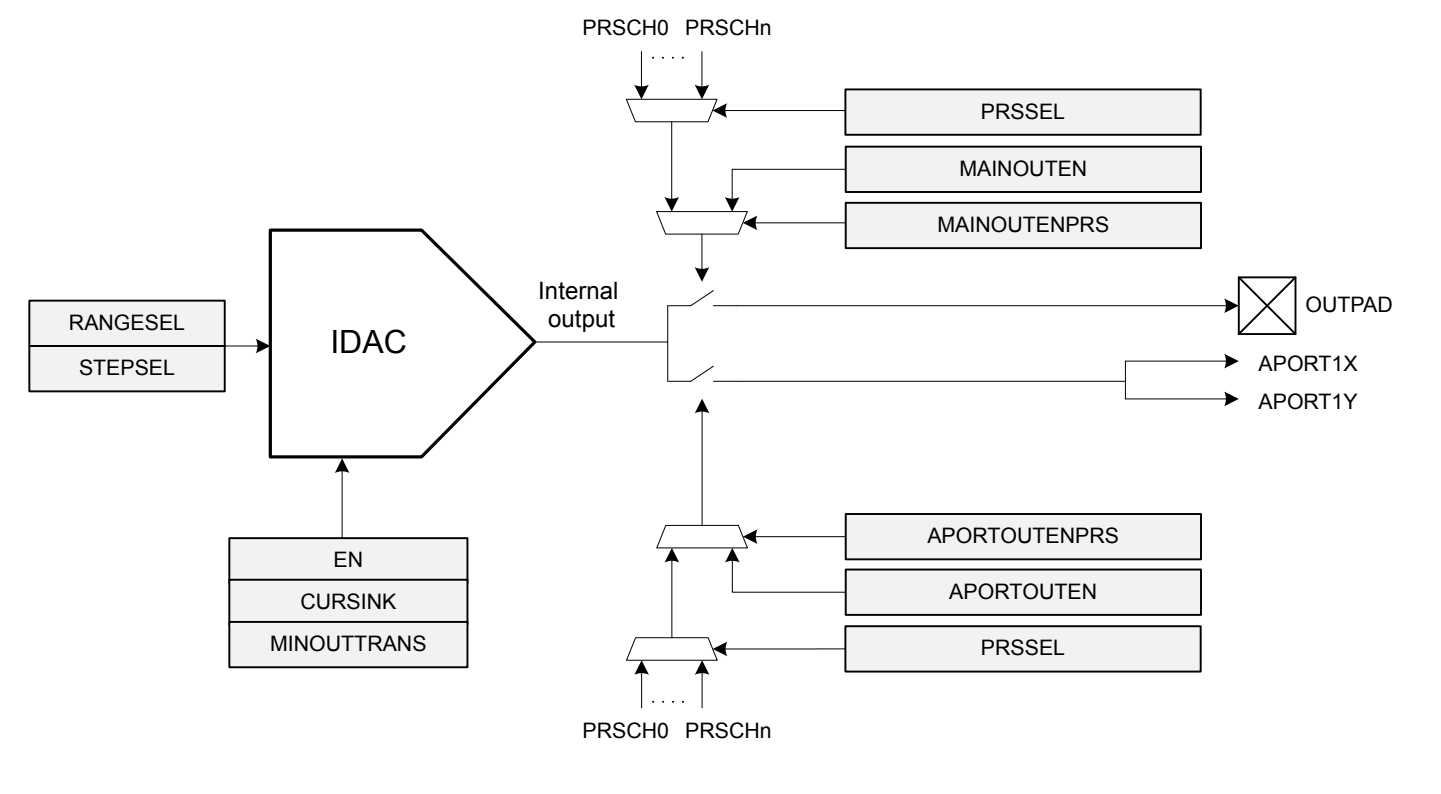 PRSCH0 PRSCHn
. . . .
PRSSEL
MAINOUTEN
MAINOUTENPRS
Internal
output
OUTPAD
RANGESEL
IDAC
STEPSEL
APORT1X
APORT1Y
EN
CURSINK
MINOUTTRANS
APORTOUTENPRS
APORTOUTEN
PRSSEL
. . . .
PRSCH0 PRSCHn